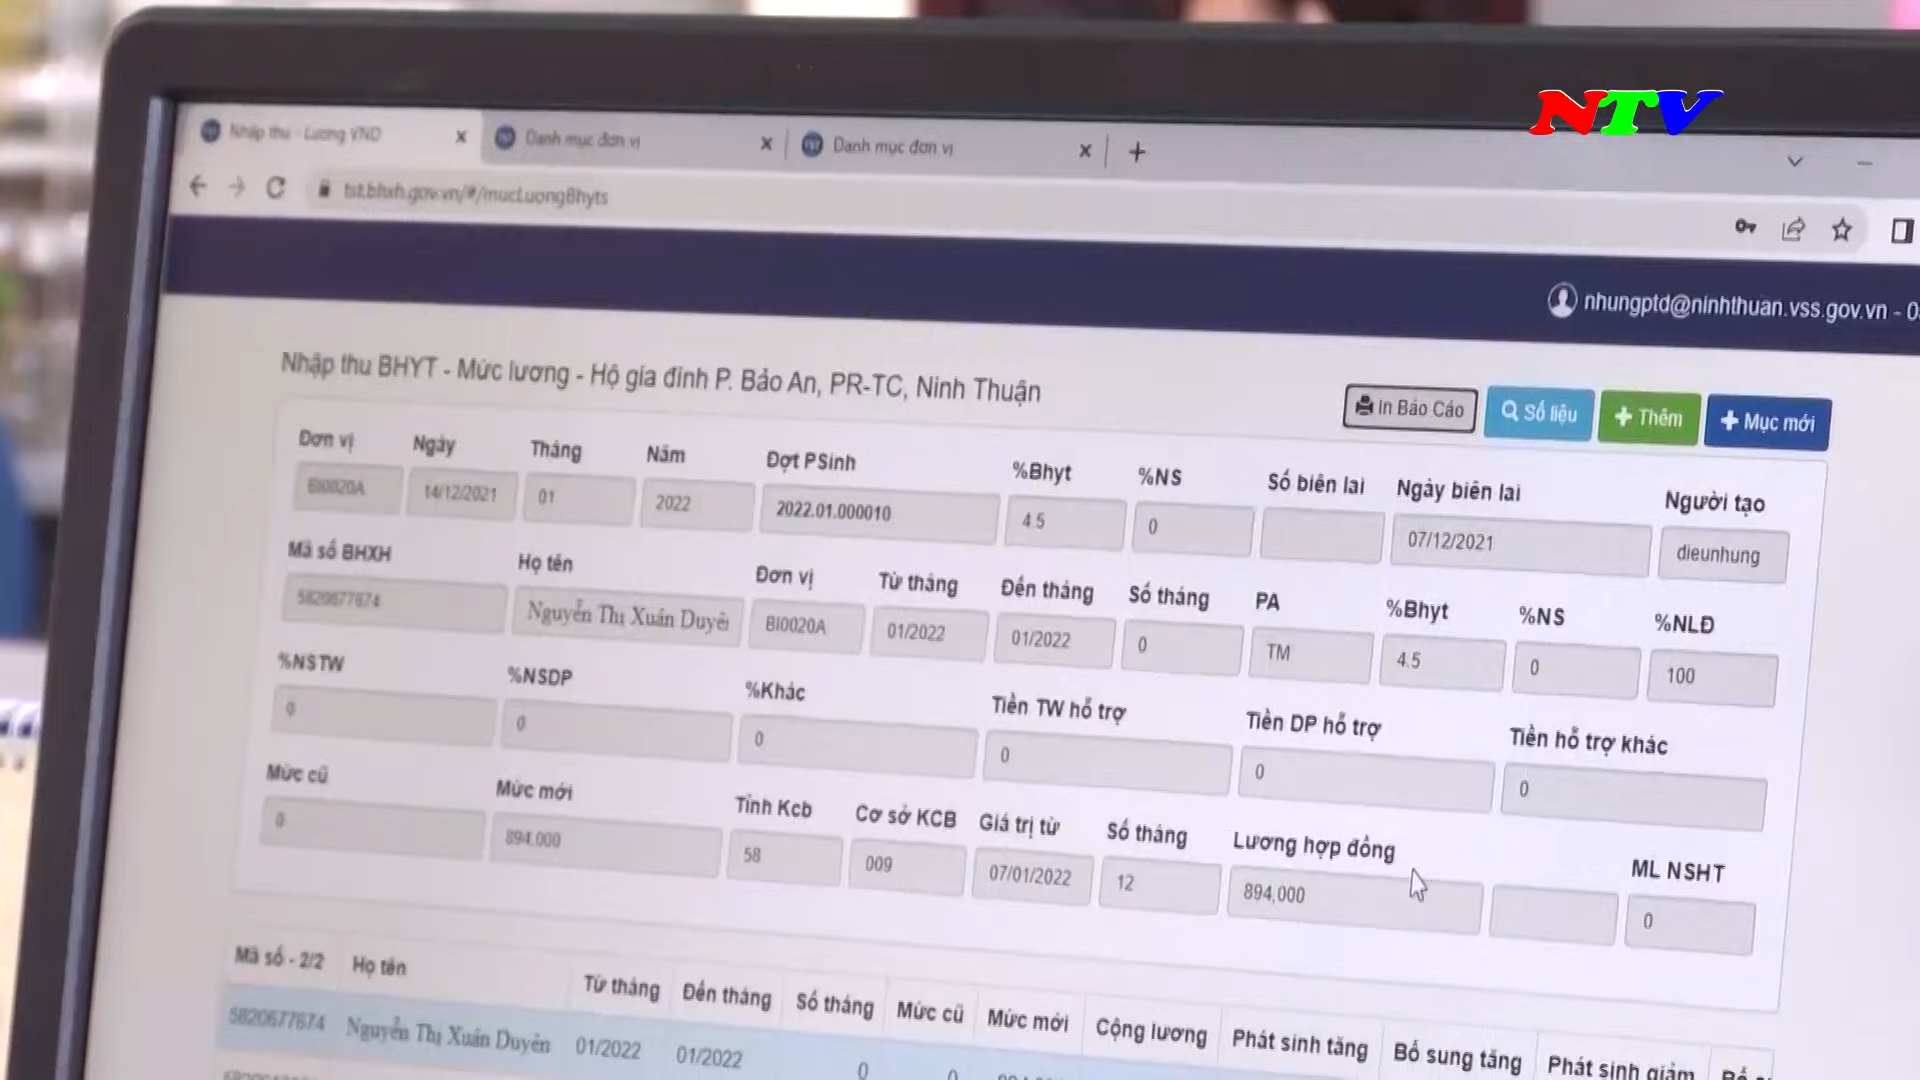 NTV
Nhập thu - Lương VND
Danh mục đơn vị
Danh mục đơn vị
tst.bhxh.gov.vn/#/mucLuongBhyts
nhungptd@ninhthuan.vss.gov.vn - 0
Nhập thu BHYT - Mức lương - Hộ gia đình P. Bảo An, PR-TC, Ninh Thuận
In Báo Cáo Số liệu Thêm Mục mới
Đơn vị Ngày Tháng Năm Đợt PSinh %Bhyt %NS Số biên lai Ngày biên lai Người tạo
BI0020A 14/12/2021 01 2022 2022.01.000010 4.5 0 07/12/2021 dieunhung
Mã số BHXH Họ tên Đơn vị Từ tháng Đến tháng Số tháng PA %Bhyt %NS %NLĐ
5820677674 Nguyễn Thị Xuân Duyê BI0020A 01/2022 01/2022 0 TM 4.5 0 100
%NSTW %NSDP %Khác Tiền TW hỗ trợ Tiền DP hỗ trợ Tiền hỗ trợ khác
0 0 0 0 0 0
Mức cũ Mức mới Tỉnh Kcb Cơ sở KCB Giá trị từ Số tháng Lương hợp đồng ML NSHT
0 894,000 58 009 07/01/2022 12 894,000 0
Mã số - 2/2 Họ tên Từ tháng Đến tháng Số tháng Mức cũ Mức mới Cộng lương Phát sinh tăng Bổ sung tăng Phát sinh giảm
5820677674 Nguyễn Thị Xuân Duyên 01/2022 01/2022 0 0